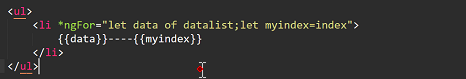 <ul>
<li *ngFor="let data of datalist;let myindex=index">
{{data}}----{{myindex}}
</li>
</ul>